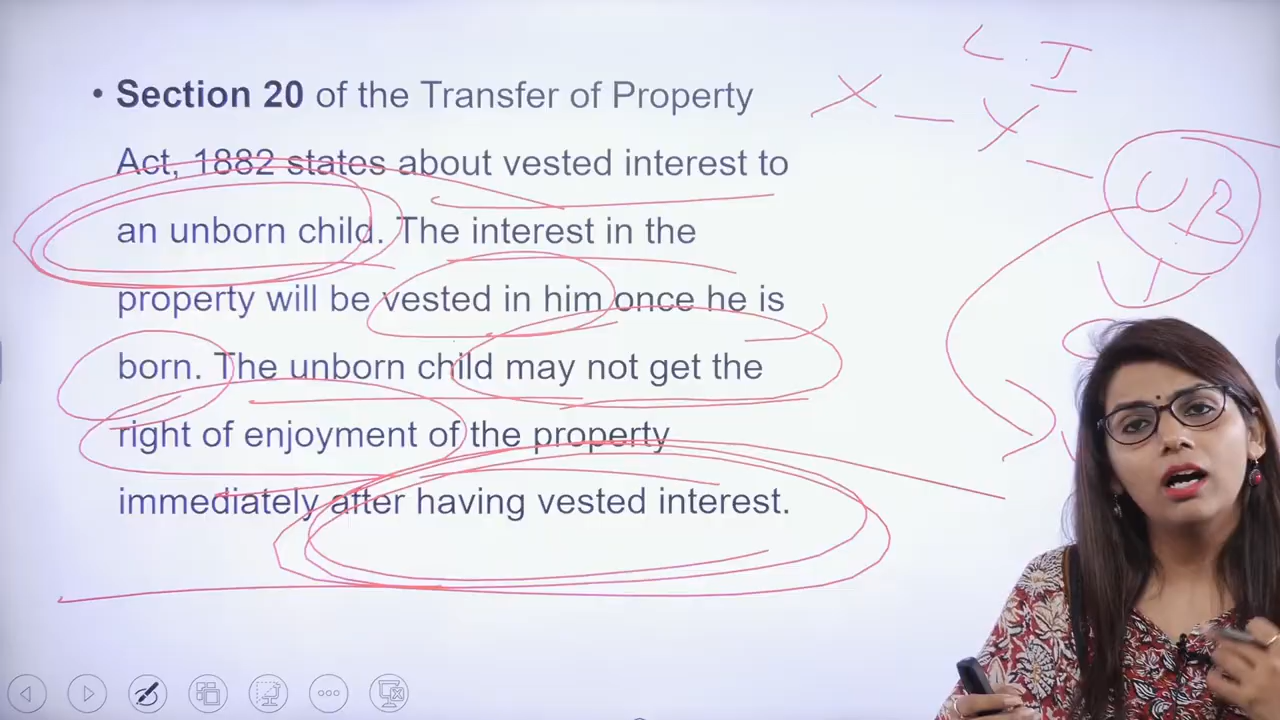 • Section 20 of the Transfer of Property
Act, 1882 states about vested interest to
an unborn child. The interest in the
property will be vested in him once he is
born. The unborn child may not get the
right of enjoyment of the property
immediately after having vested interest.
L.I
X — Y — UB